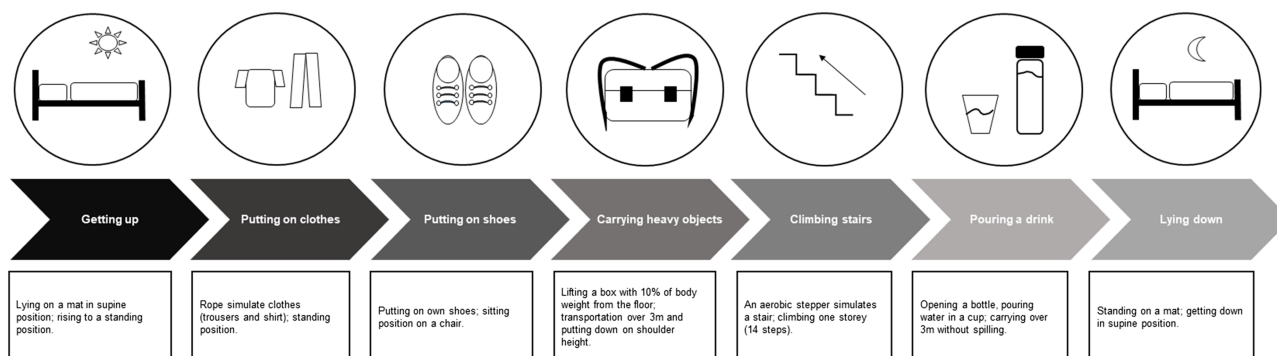 Getting up
Putting on clothes
Putting on shoes
Carrying heavy objects
Climbing stairs
Pouring a drink
Lying down
Lying on a mat in supine
position; rising to a standing
position.
Rope simulate clothes
(trousers and shirt); standing
position.
Putting on own shoes; sitting
position on a chair.
Lifting a box with 10% of body
weight from the floor;
transportation over 3m and
putting down on shoulder
height.
An aerobic stepper simulates
a stair; climbing one storey
(14 steps).
Opening a bottle, pouring
water in a cup; carrying over
3m without spilling.
Standing on a mat; getting down
in supine position.